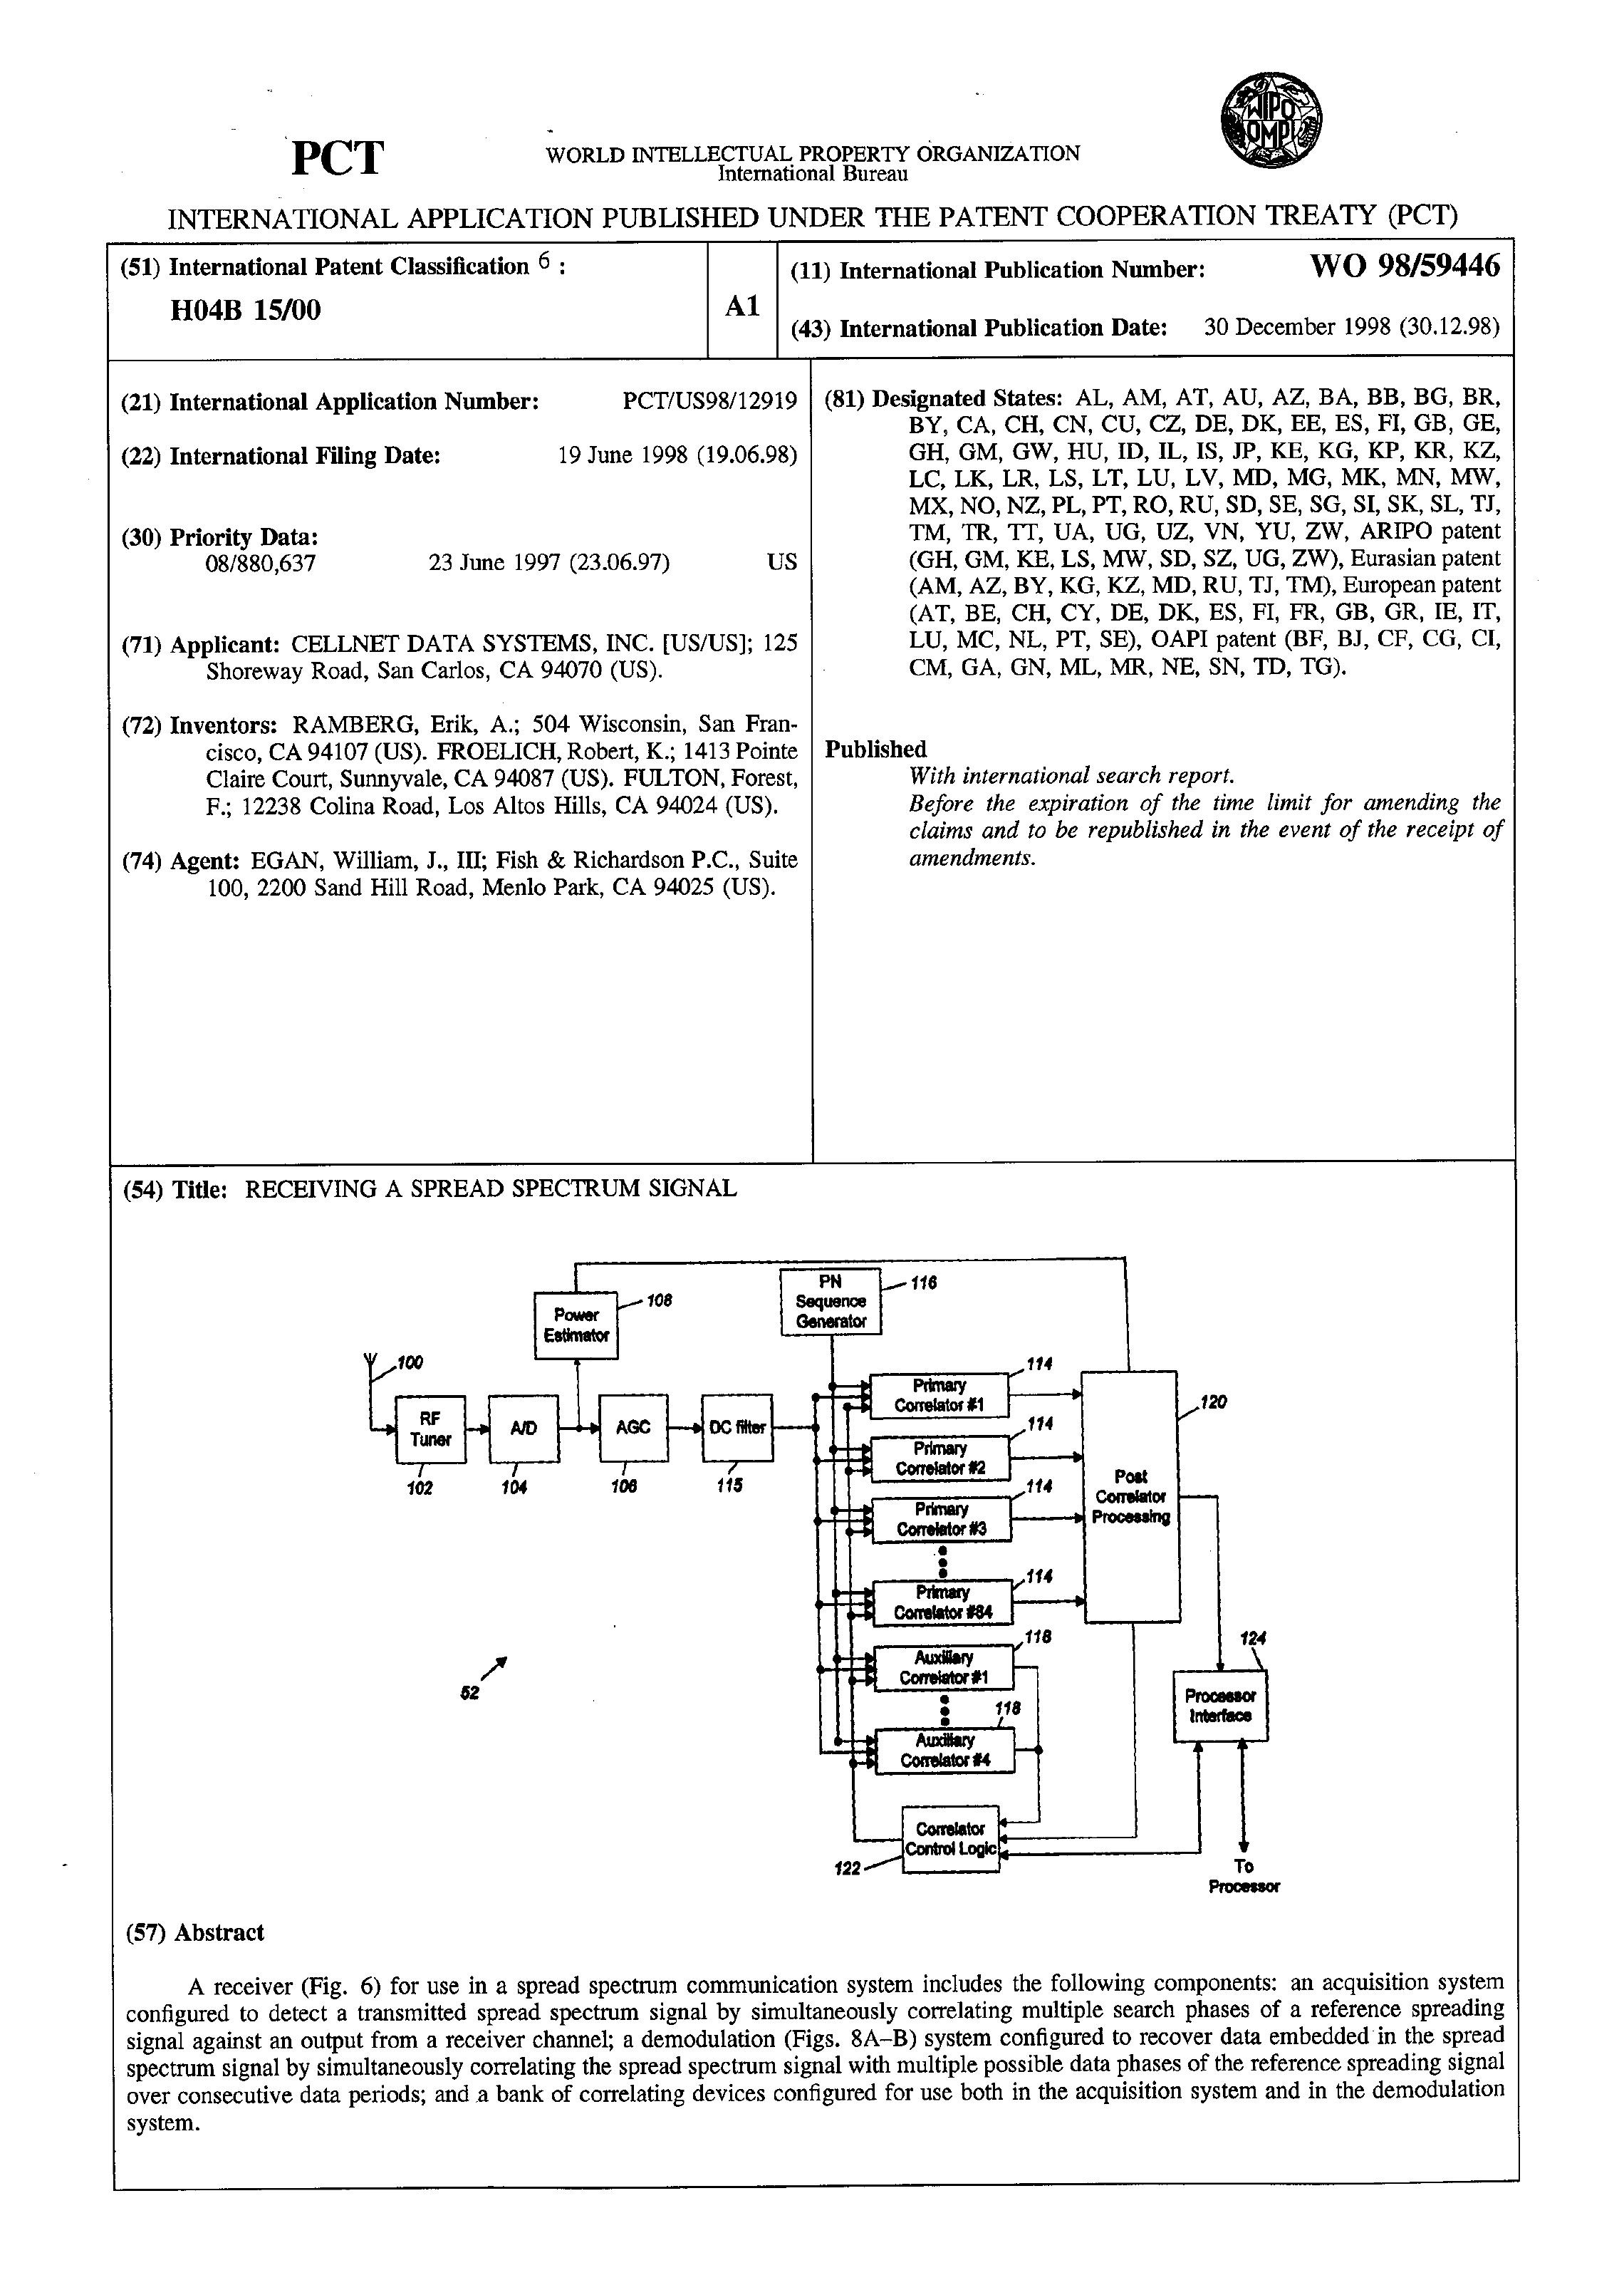 WIPO
OMPI
PCT
WORLD INTELLECTUAL PROPERTY ORGANIZATION
International Bureau
INTERNATIONAL APPLICATION PUBLISHED UNDER THE PATENT COOPERATION TREATY (PCT)
(51) International Patent Classification 6 :
H04B 15/00
A1
(11) International Publication Number: WO 98/59446
(43) International Publication Date: 30 December 1998 (30.12.98)
(21) International Application Number: PCT/US98/12919
(22) International Filing Date: 19 June 1998 (19.06.98)
(30) Priority Data:
08/880,637 23 June 1997 (23.06.97) US
(71) Applicant: CELLNET DATA SYSTEMS, INC. [US/US]; 125
Shoreway Road, San Carlos, CA 94070 (US).
(72) Inventors: RAMBERG, Erik, A.; 504 Wisconsin, San Fran-
cisco, CA 94107 (US). FROELICH, Robert, K.; 1413 Pointe
Claire Court, Sunnyvale, CA 94087 (US). FULTON, Forest,
F.; 12238 Colina Road, Los Altos Hills, CA 94024 (US).
(74) Agent: EGAN, William, J., III; Fish & Richardson P.C., Suite
100, 2200 Sand Hill Road, Menlo Park, CA 94025 (US).
(81) Designated States: AL, AM, AT, AU, AZ, BA, BB, BG, BR,
BY, CA, CH, CN, CU, CZ, DE, DK, EE, ES, FI, GB, GE,
GH, GM, GW, HU, ID, IL, IS, JP, KE, KG, KP, KR, KZ,
LC, LK, LR, LS, LT, LU, LV, MD, MG, MK, MN, MW,
MX, NO, NZ, PL, PT, RO, RU, SD, SE, SG, SI, SK, SL, TJ,
TM, TR, TT, UA, UG, UZ, VN, YU, ZW, ARIPO patent
(GH, GM, KE, LS, MW, SD, SZ, UG, ZW), Eurasian patent
(AM, AZ, BY, KG, KZ, MD, RU, TJ, TM), European patent
(AT, BE, CH, CY, DE, DK, ES, FI, FR, GB, GR, IE, IT,
LU, MC, NL, PT, SE), OAPI patent (BF, BJ, CF, CG, CI,
CM, GA, GN, ML, MR, NE, SN, TD, TG).
Published
With international search report.
Before the expiration of the time limit for amending the
claims and to be republished in the event of the receipt of
amendments.
(54) Title: RECEIVING A SPREAD SPECTRUM SIGNAL
PN
Sequence
Generator
116
Power
Estimator
108
100
RF
Tuner
102
A/D
104
AGC
106
DC filter
115
Primary
Correlator #1
114
Primary
Correlator #2
114
Primary
Correlator #3
114
Primary
Correlator #84
114
Auxiliary
Correlator #1
118
Auxiliary
Correlator #4
118
Post
Correlator
Processing
120
Processor
Interface
124
Correlator
Control Logic
122
To
Processor
52
(57) Abstract
A receiver (Fig. 6) for use in a spread spectrum communication system includes the following components: an acquisition system
configured to detect a transmitted spread spectrum signal by simultaneously correlating multiple search phases of a reference spreading
signal against an output from a receiver channel; a demodulation (Figs. 8A–B) system configured to recover data embedded in the spread
spectrum signal by simultaneously correlating the spread spectrum signal with multiple possible data phases of the reference spreading signal
over consecutive data periods; and a bank of correlating devices configured for use both in the acquisition system and in the demodulation
system.